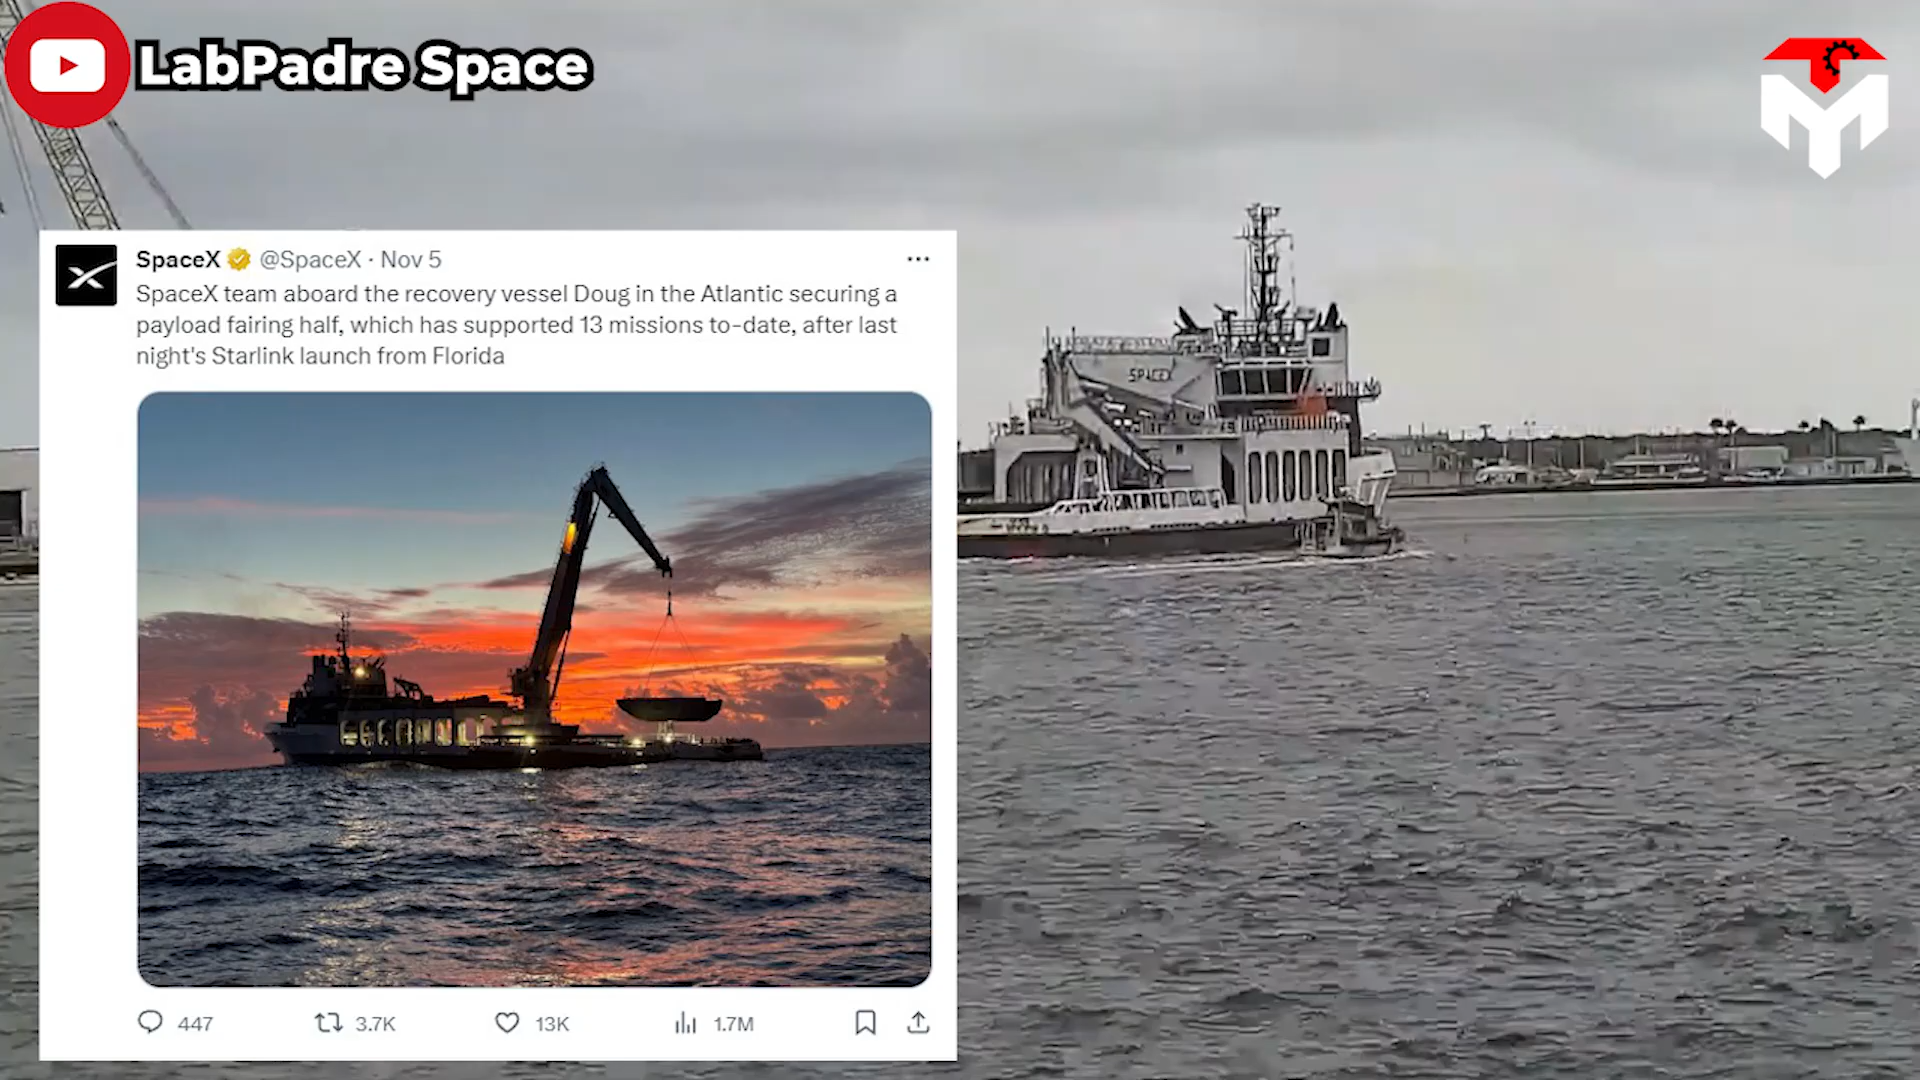 LabPadre Space
SpaceX @SpaceX · Nov 5
SpaceX team aboard the recovery vessel Doug in the Atlantic securing a
payload fairing half, which has supported 13 missions to-date, after last
night's Starlink launch from Florida
447 3.7K 13K 1.7M
SPACEX